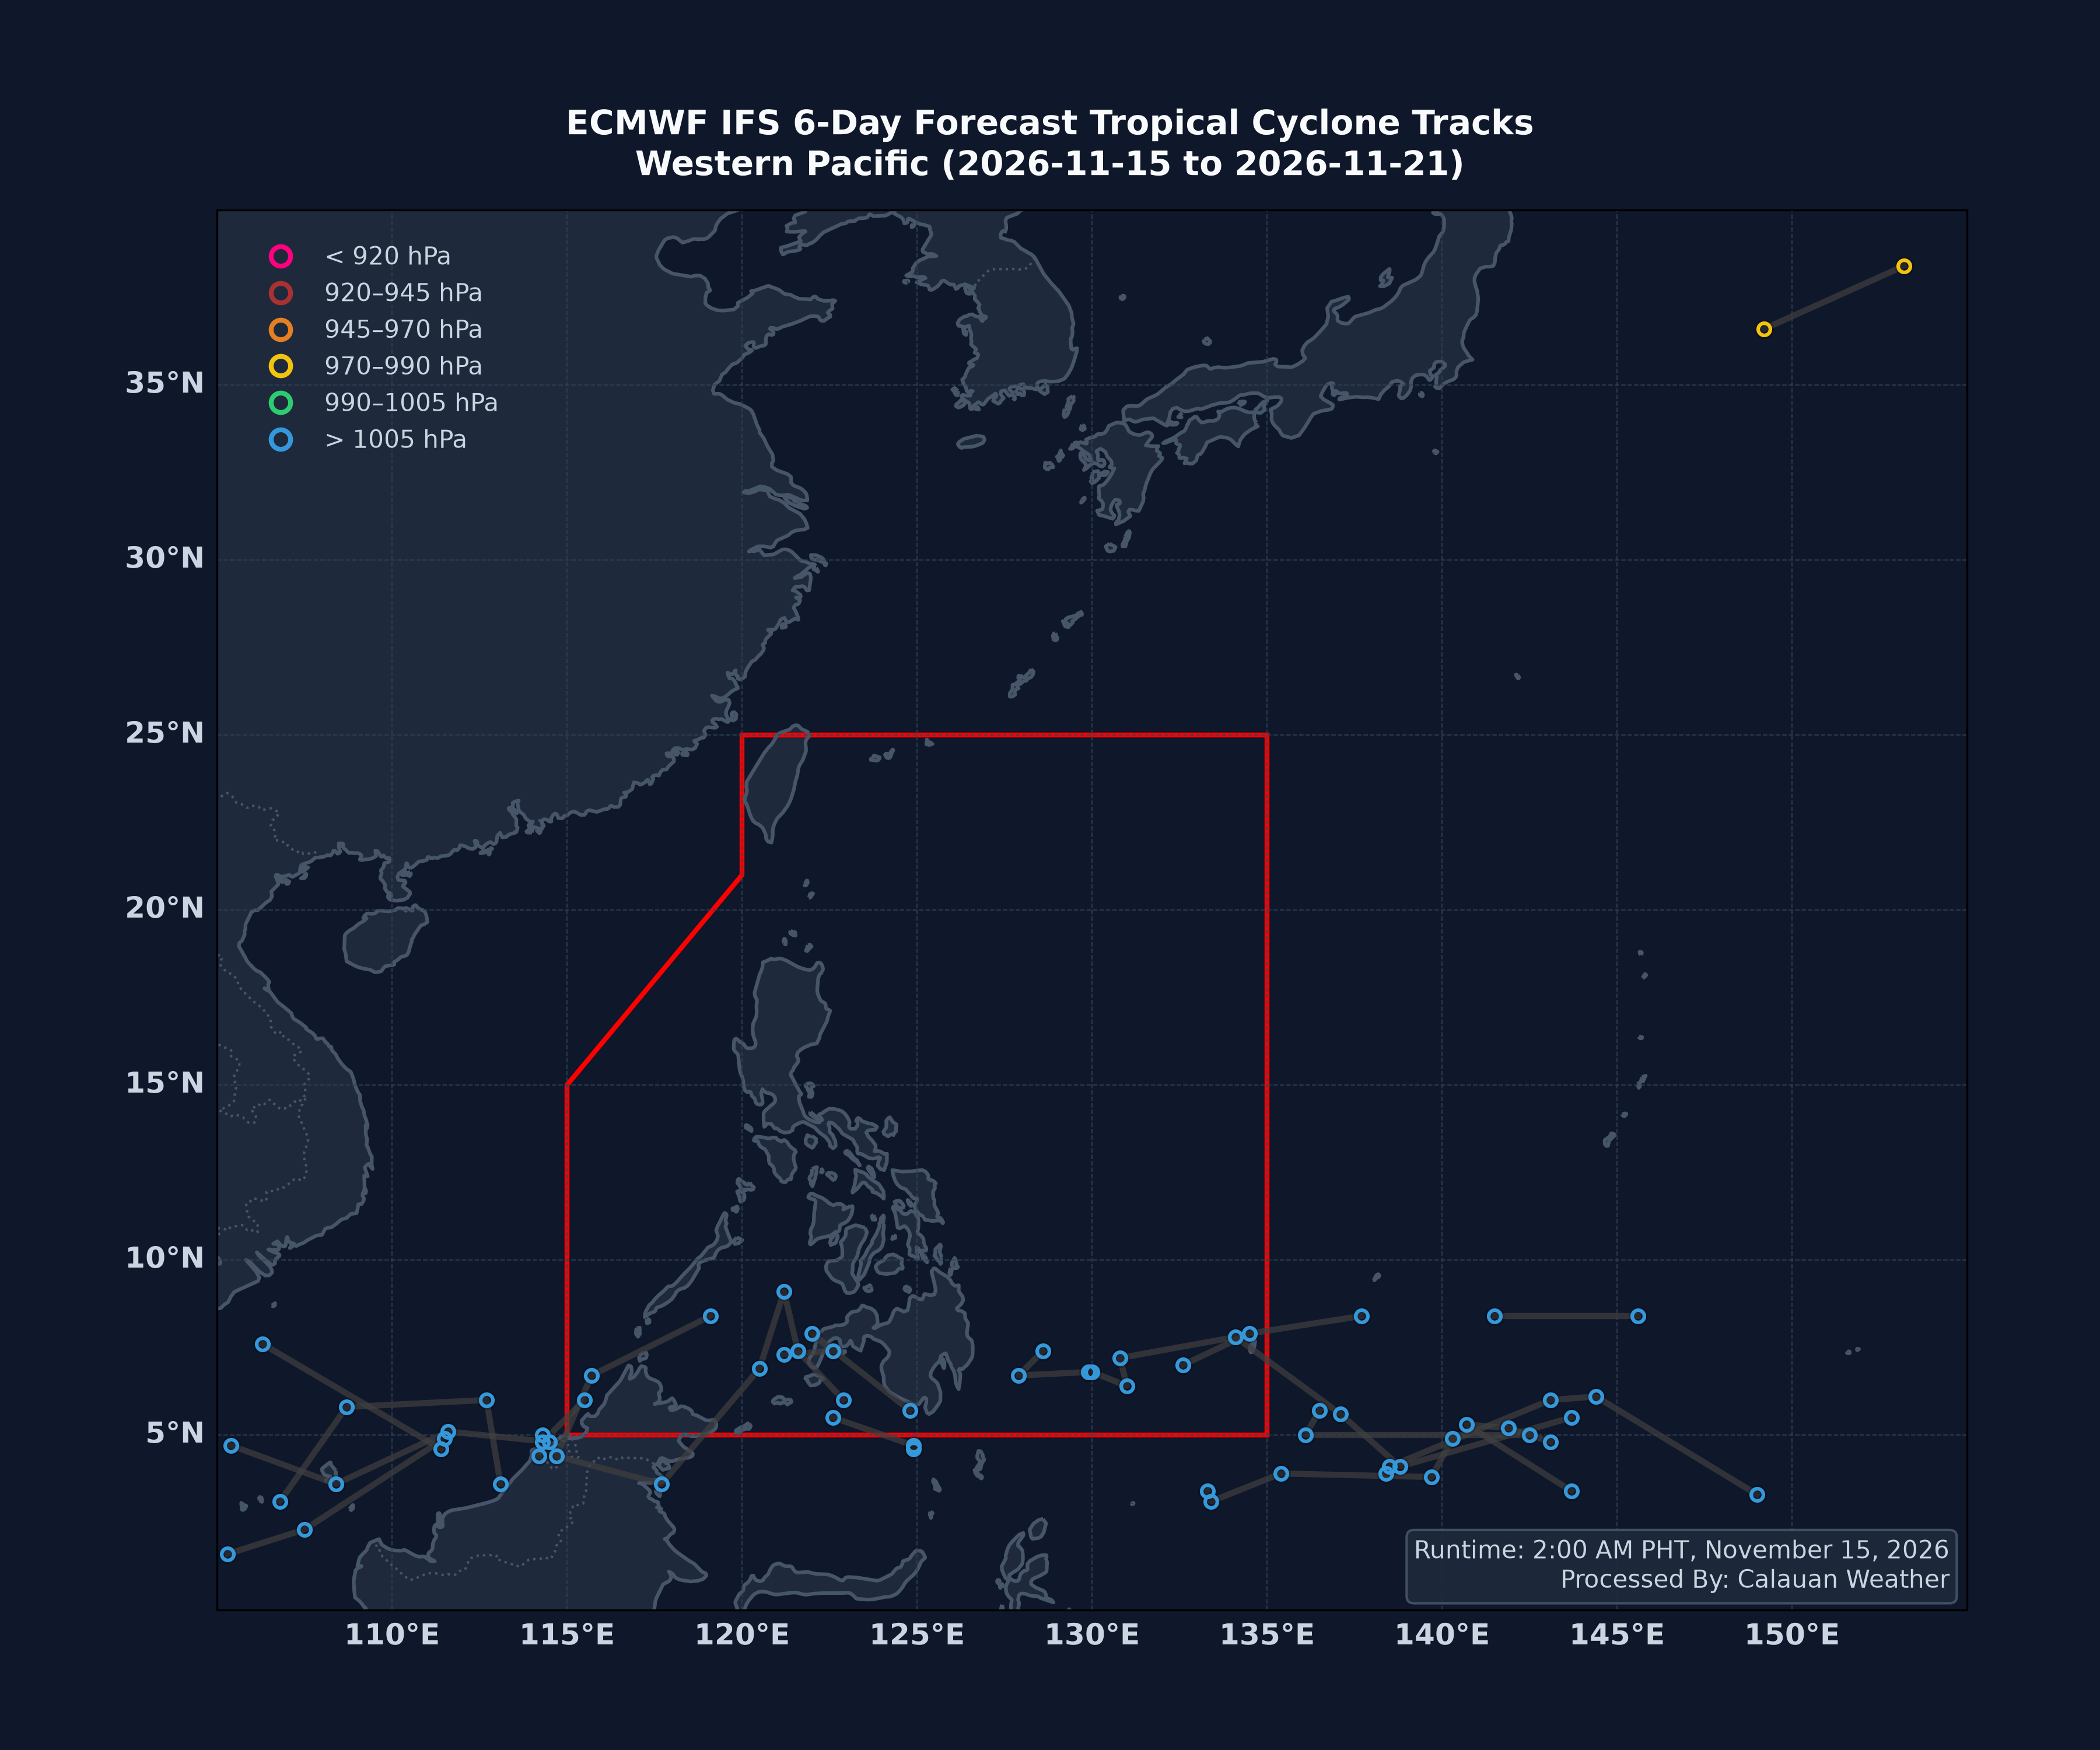 ECMWF IFS 6-Day Forecast Tropical Cyclone Tracks
Western Pacific (2026-11-15 to 2026-11-21)
< 920 hPa
920–945 hPa
945–970 hPa
970–990 hPa
990–1005 hPa
> 1005 hPa
35°N
30°N
25°N
20°N
15°N
10°N
5°N
Runtime: 2:00 AM PHT, November 15, 2026
Processed By: Calauan Weather
110°E 115°E 120°E 125°E 130°E 135°E 140°E 145°E 150°E